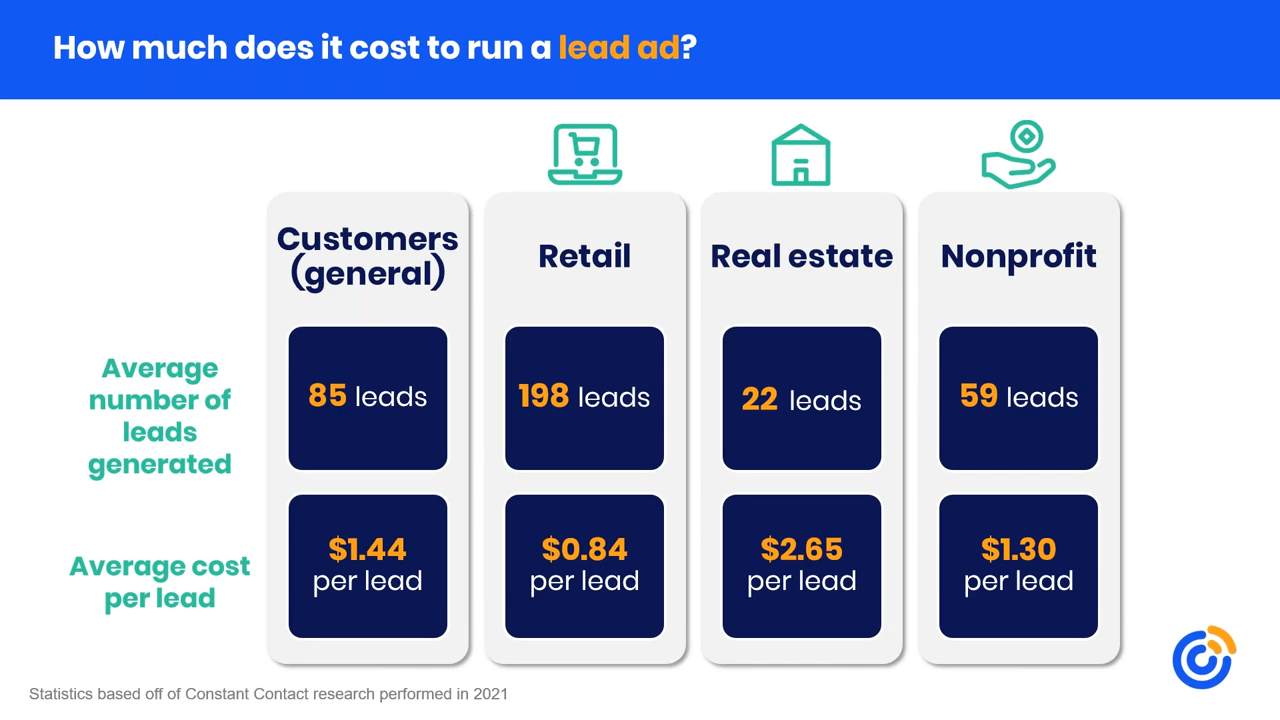 How much does it cost to run a lead ad?
Customers
(general)
Retail
Real estate
Nonprofit
Average
number of
leads
generated
85 leads
198 leads
22 leads
59 leads
Average cost
per lead
$1.44
per lead
$0.84
per lead
$2.65
per lead
$1.30
per lead
Statistics based off of Constant Contact research performed in 2021